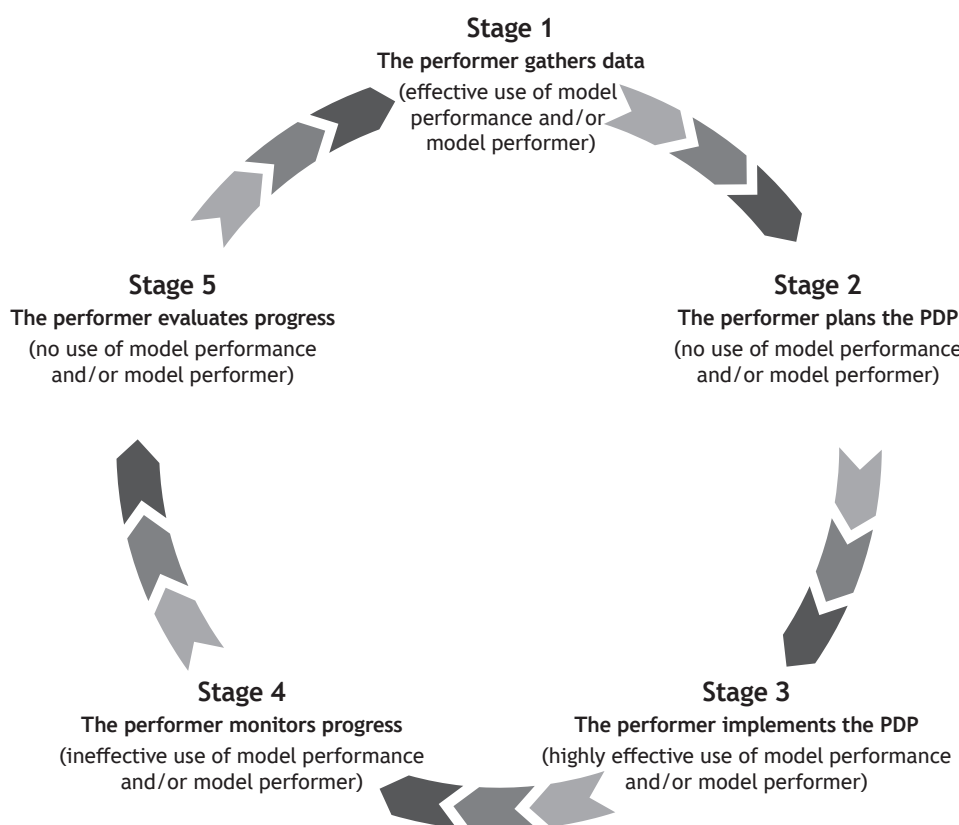 Stage 1
The performer gathers data
(effective use of model
performance and/or
model performer)
Stage 2
The performer plans the PDP
(no use of model performance
and/or model performer)
Stage 3
The performer implements the PDP
(highly effective use of model performance
and/or model performer)
Stage 4
The performer monitors progress
(ineffective use of model performance
and/or model performer)
Stage 5
The performer evaluates progress
(no use of model performance
and/or model performer)